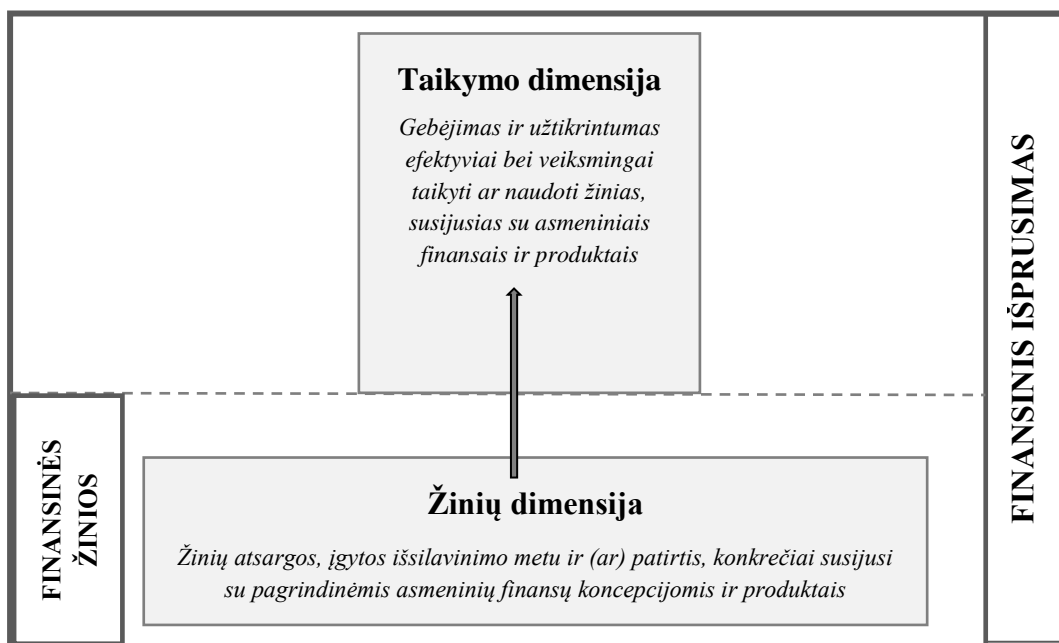 Taikymo dimensija
Gebėjimas ir užtikrintumas
efektyviai bei veiksmingai
taikyti ar naudoti žinias,
susijusias su asmeniniais
finansais ir produktais
FINANSINIS IŠPRUSIMAS
FINANSINĖS
ŽINIOS
Žinių dimensija
Žinių atsargos, įgytos išsilavinimo metu ir (ar) patirtis, konkrečiai susijusi
su pagrindinėmis asmeninių finansų koncepcijomis ir produktais